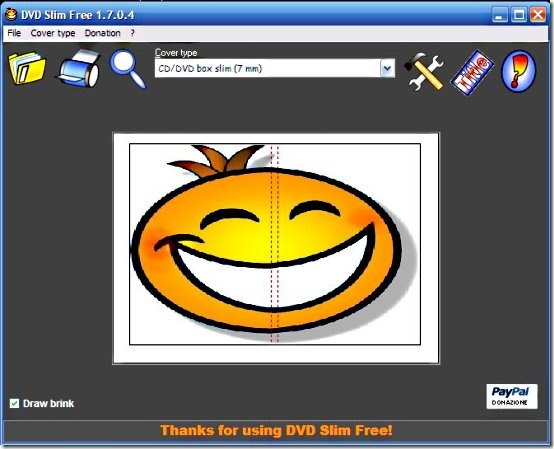 DVD Slim Free 1.7.0.4
File Cover type Donation ?
Cover type
CD/DVD box slim (7 mm)
Draw brink
PayPal
DONAZIONE
Thanks for using DVD Slim Free!